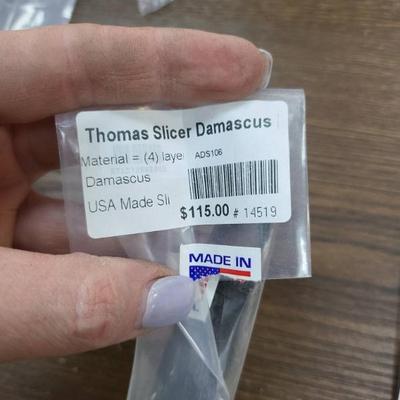 Thomas Slicer Damascus
Material = (4) laye
ADS106
Damascus
USA Made Sli
$115.00 # 14519
MADE IN